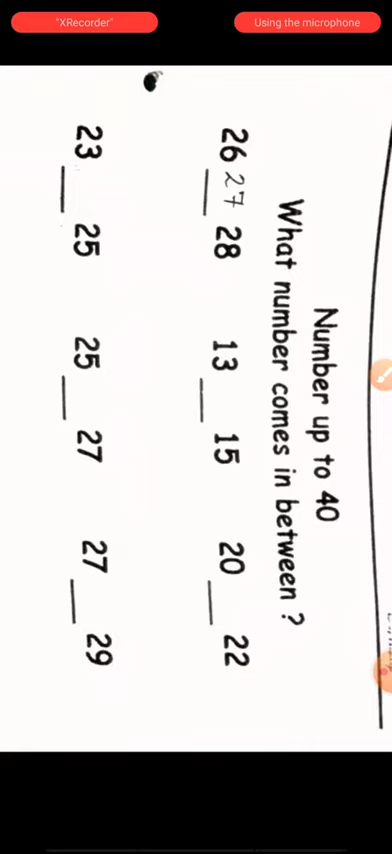 "XRecorder"
Using the microphone
Number up to 40
What number comes in between ?
26 27 28 13 __ 15 20 __ 22
23 __ 25 25 __ 27 27 __ 29